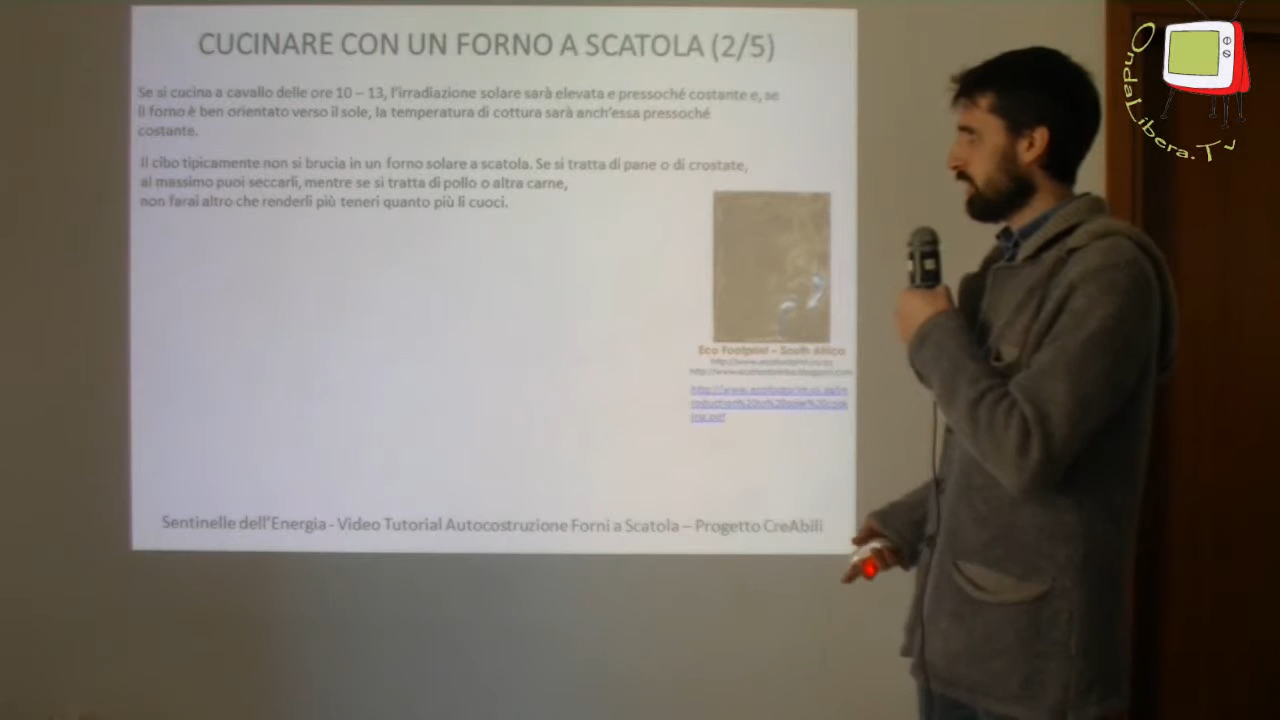 CUCINARE CON UN FORNO A SCATOLA (2/5)
Se si cucina a cavallo delle ore 10 – 13, l'irradiazione solare sarà elevata e pressoché costante e, se
il forno è ben orientato verso il sole, la temperatura di cottura sarà anch'essa pressoché
costante.
Il cibo tipicamente non si brucia in un forno solare a scatola. Se si tratta di pane o di crostate,
al massimo puoi seccarli, mentre se si tratta di pollo o altra carne,
non farai altro che renderli più teneri quanto più li cuoci.
Eco Footprint – South Africa
Sentinelle dell'Energia - Video Tutorial Autocostruzione Forni a Scatola – Progetto CreAbili
OndaLibera.Tv